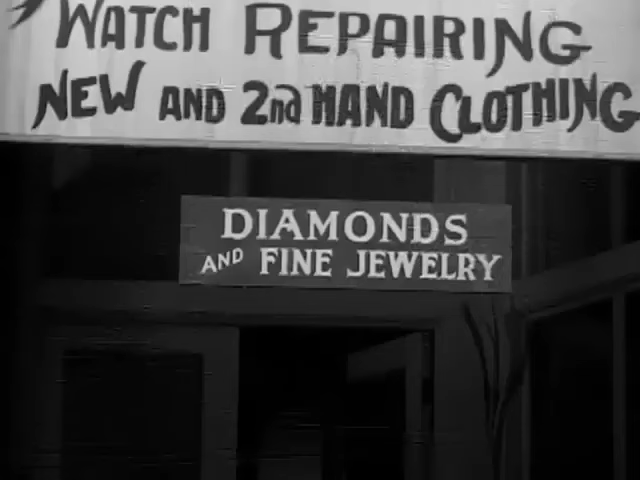 WATCH REPAIRING
NEW AND 2nd HAND CLOTHING
DIAMONDS
AND FINE JEWELRY